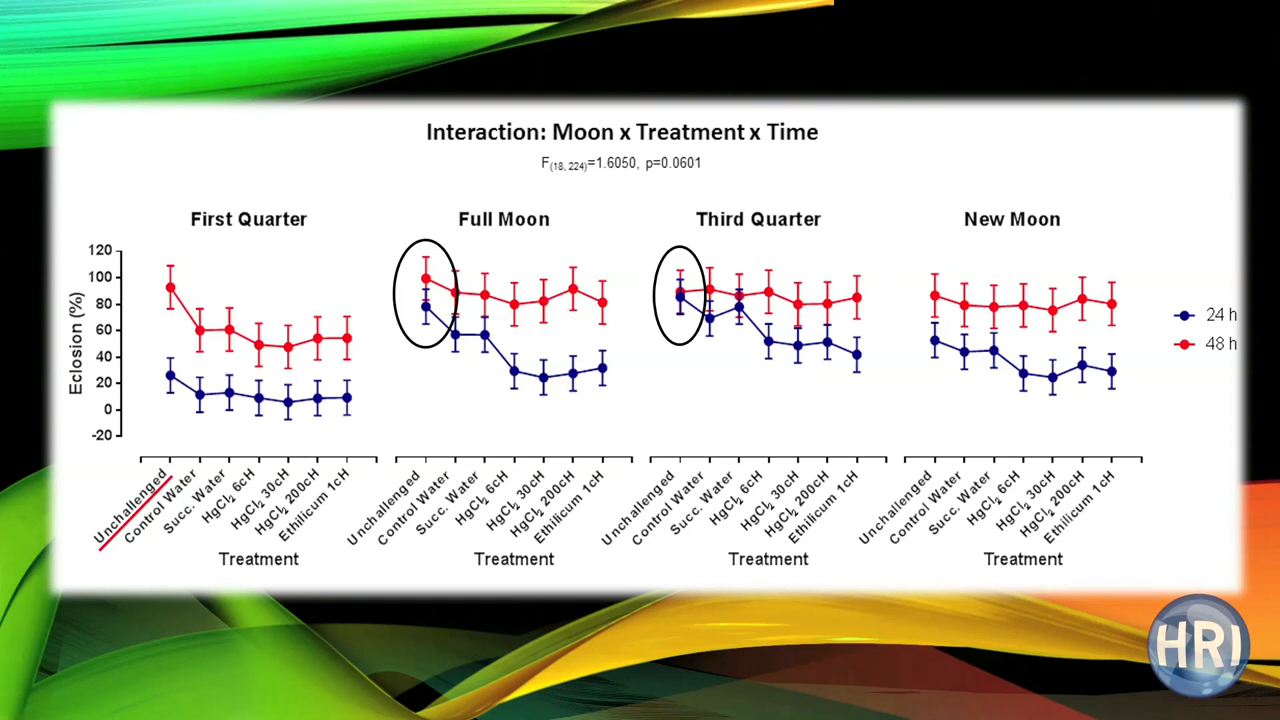 Interaction: Moon x Treatment x Time
F(18, 224)=1.6050, p=0.0601
First Quarter
Full Moon
Third Quarter
New Moon
Eclosion (%)
120
100
80
60
40
20
0
-20
24 h
48 h
Unchallenged
Control Water
Succ. Water
HgCl₂ 6cH
HgCl₂ 30cH
HgCl₂ 200cH
Ethilicum 1cH
Treatment
Unchallenged
Control Water
Succ. Water
HgCl₂ 6cH
HgCl₂ 30cH
HgCl₂ 200cH
Ethilicum 1cH
Treatment
Unchallenged
Control Water
Succ. Water
HgCl₂ 6cH
HgCl₂ 30cH
HgCl₂ 200cH
Ethilicum 1cH
Treatment
Unchallenged
Control Water
Succ. Water
HgCl₂ 6cH
HgCl₂ 30cH
HgCl₂ 200cH
Ethilicum 1cH
Treatment
HRI